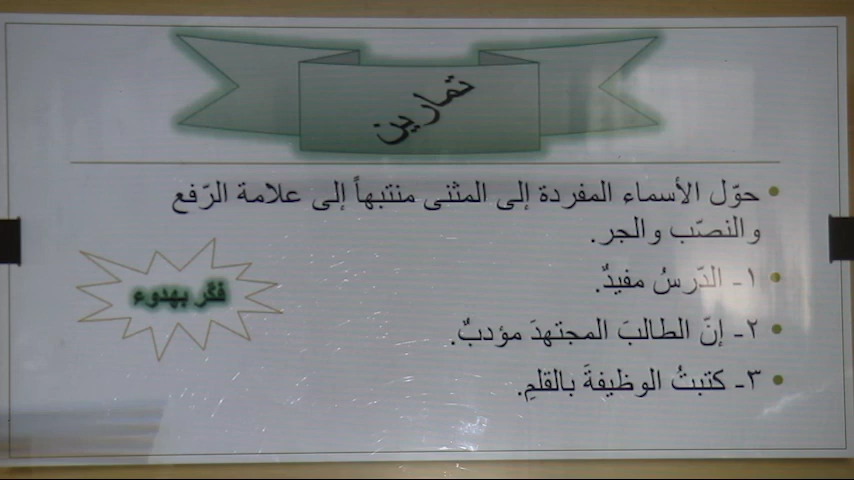 تمارين
حوّل الأسماء المفردة إلى المثنى منتبهاً إلى علامة الرّفع
والنصّب والجر.
١- الدّرسُ مفيدٌ.
٢- إنّ الطالبَ المجتهدَ مؤدبٌ.
٣- كتبتُ الوظيفةَ بالقلمِ.
فكّر بهدوء